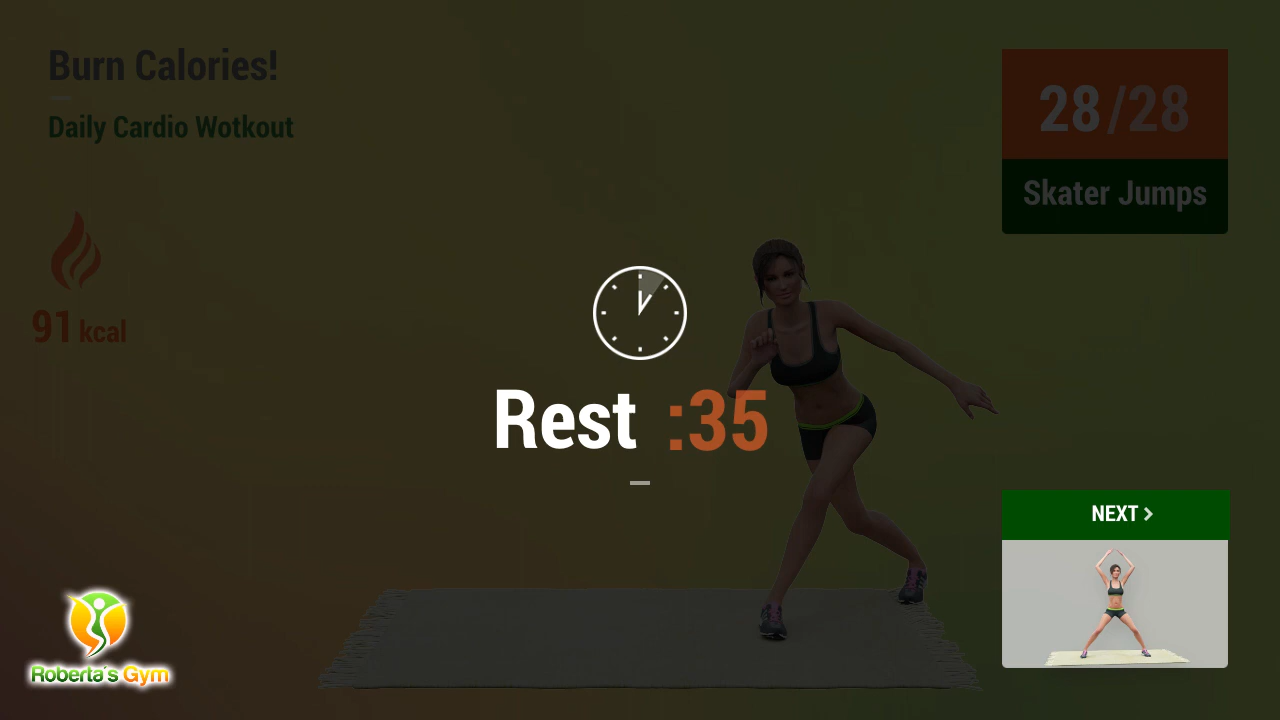 Burn Calories!
Daily Cardio Wotkout
28/28
Skater Jumps
91 kcal
Rest :35
NEXT >
Roberta's Gym